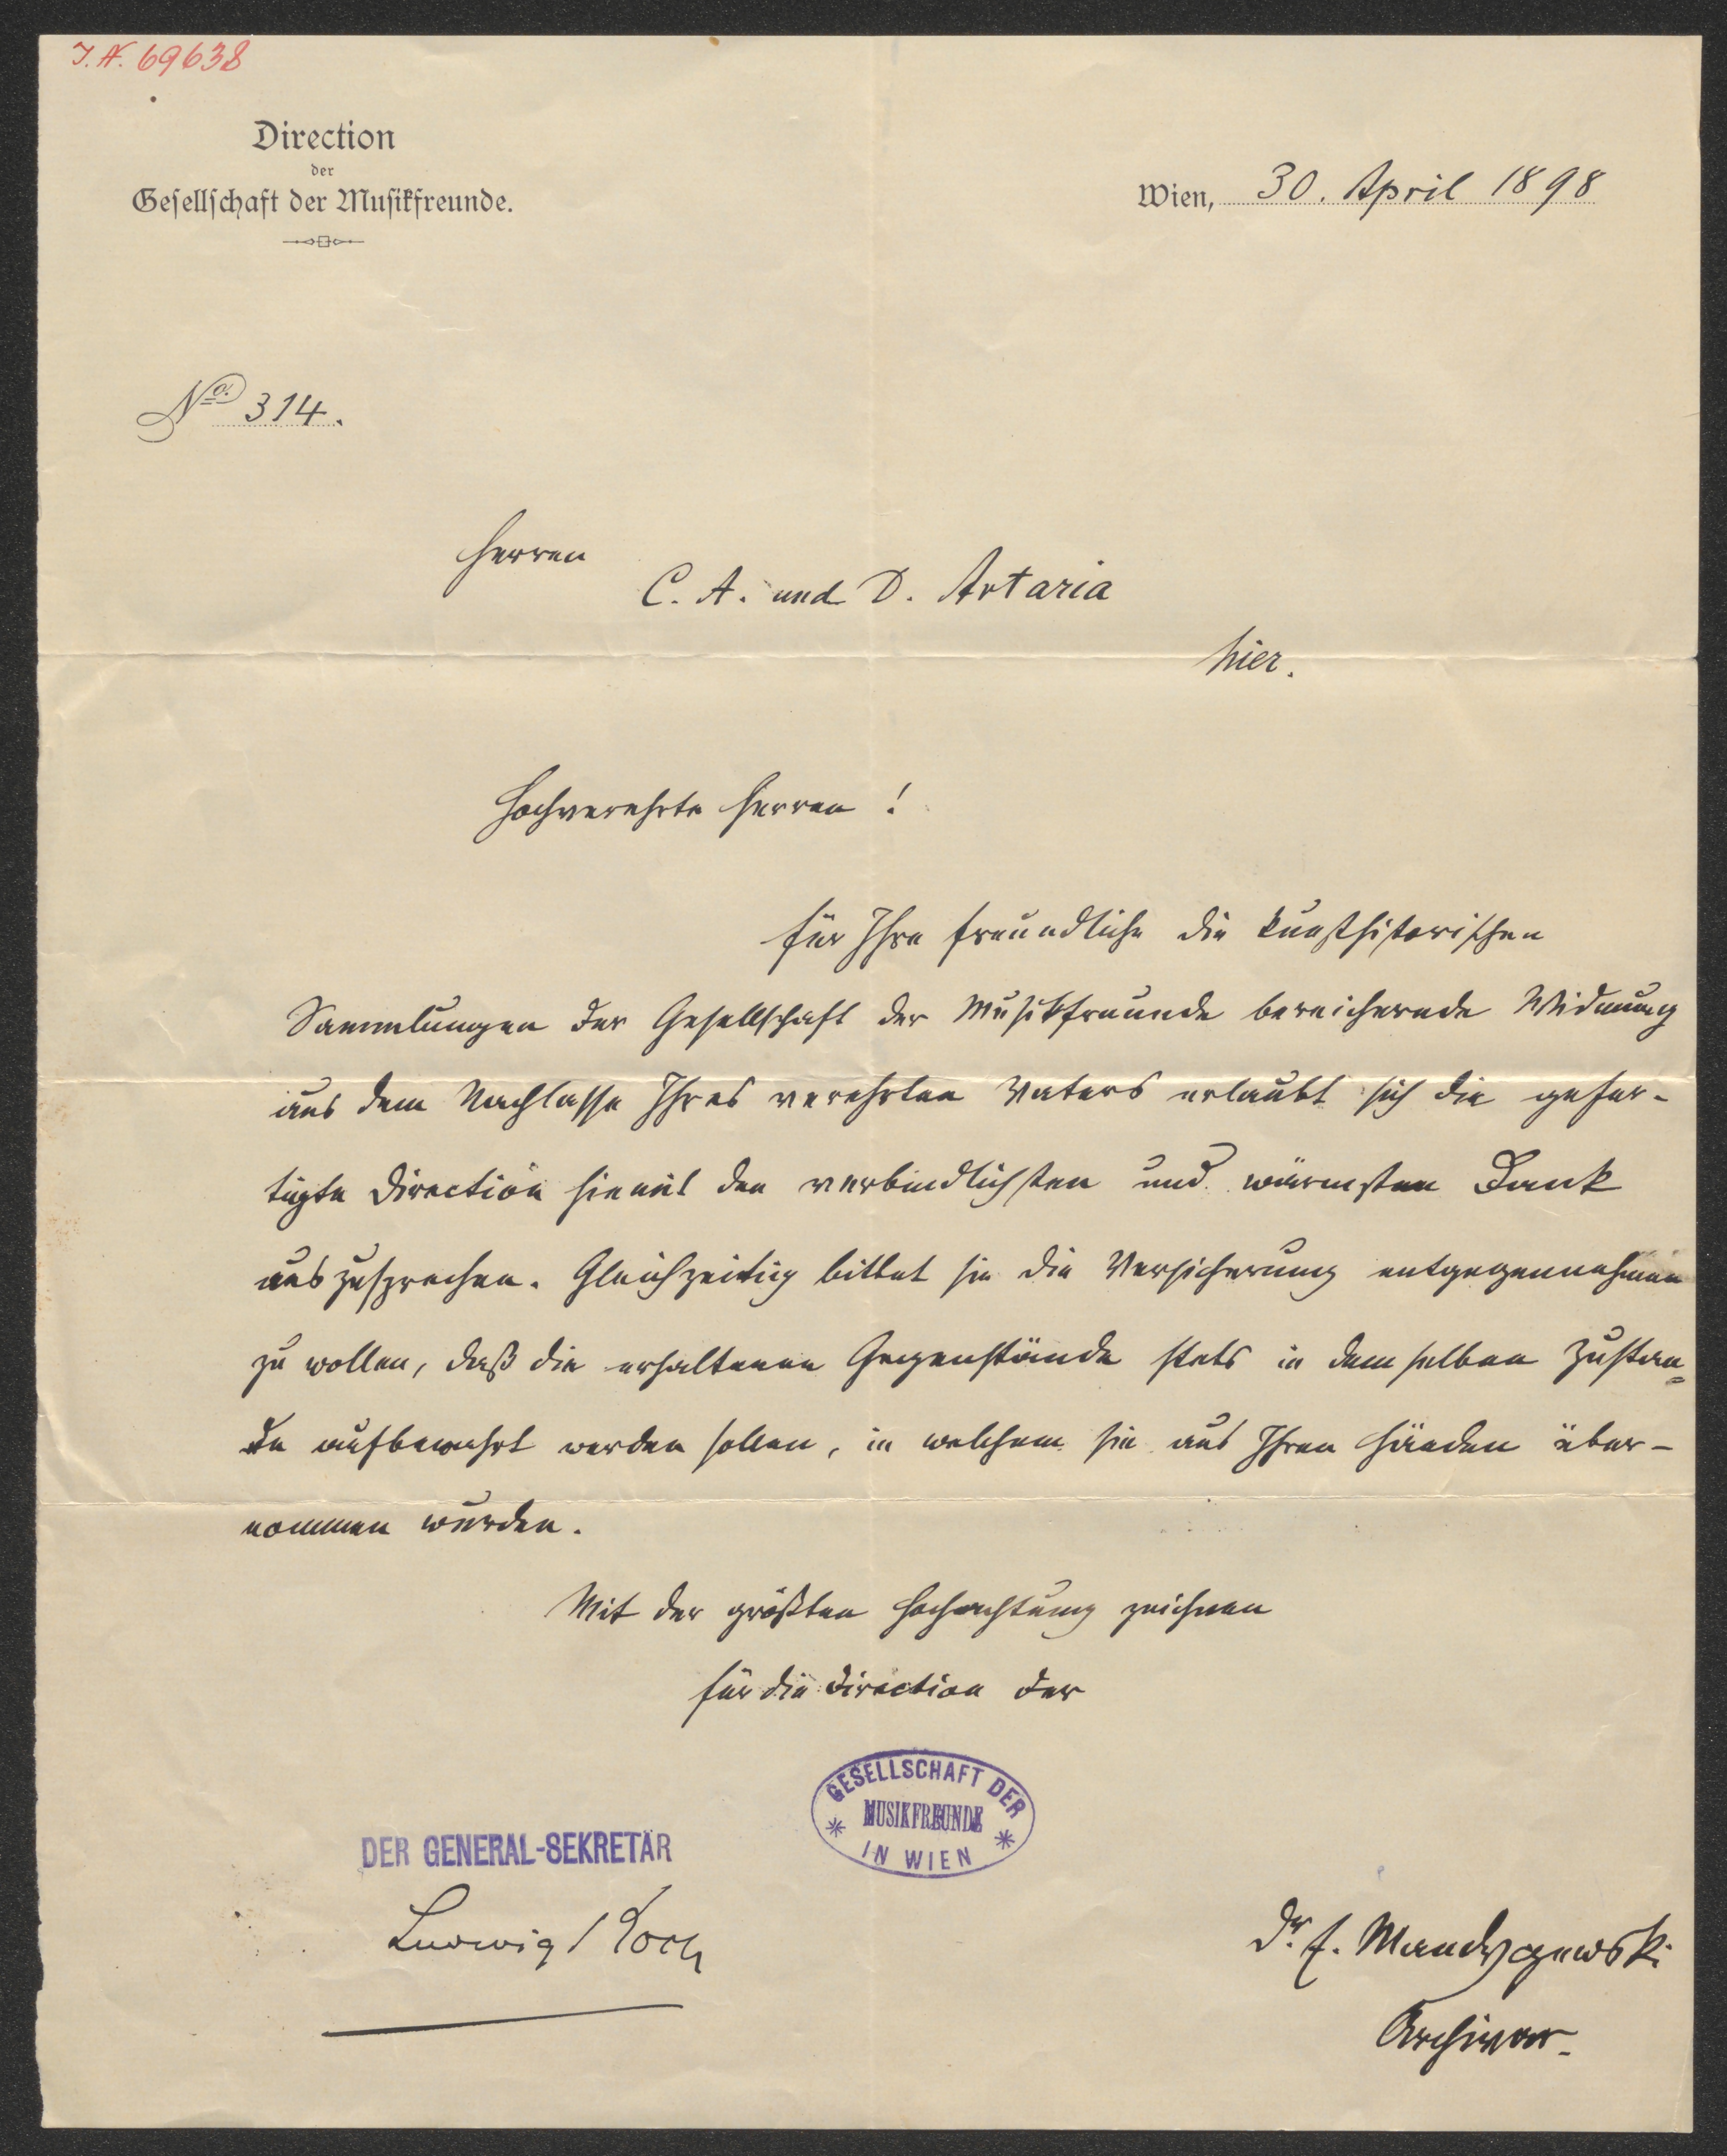 I.N. 69638
Direction
der
Gesellschaft der Musikfreunde.
Wien, 30. April 1898
No. 314.
Herren
C. A. und D. Artaria
hier.
Hochverehrte Herren!
Für Ihre freundliche die kunsthistorischen
Sammlungen der Gesellschaft der Musikfreunde bereichernde Widmung
aus dem Nachlasse Ihres verehrten Vaters erlaubt sich die gefer-
tigte Direction hiemit den verbindlichsten und wärmsten Dank
auszusprechen. Gleichzeitig bittet sie die Versicherung entgegennehmen
zu wollen, daß die erhaltenen Gegenstände stets in demselben Zustan=
de aufbewahrt werden sollen, in welchem sie aus Ihren Händen über-
nommen wurden.
Mit der größten Hochachtung zeichnen
für die Direction der
GESELLSCHAFT DER
MUSIKFREUNDE
IN WIEN
DER GENERAL-SEKRETÄR
Ludwig Koch
Dr. E. Mandyczewski
Archivar.